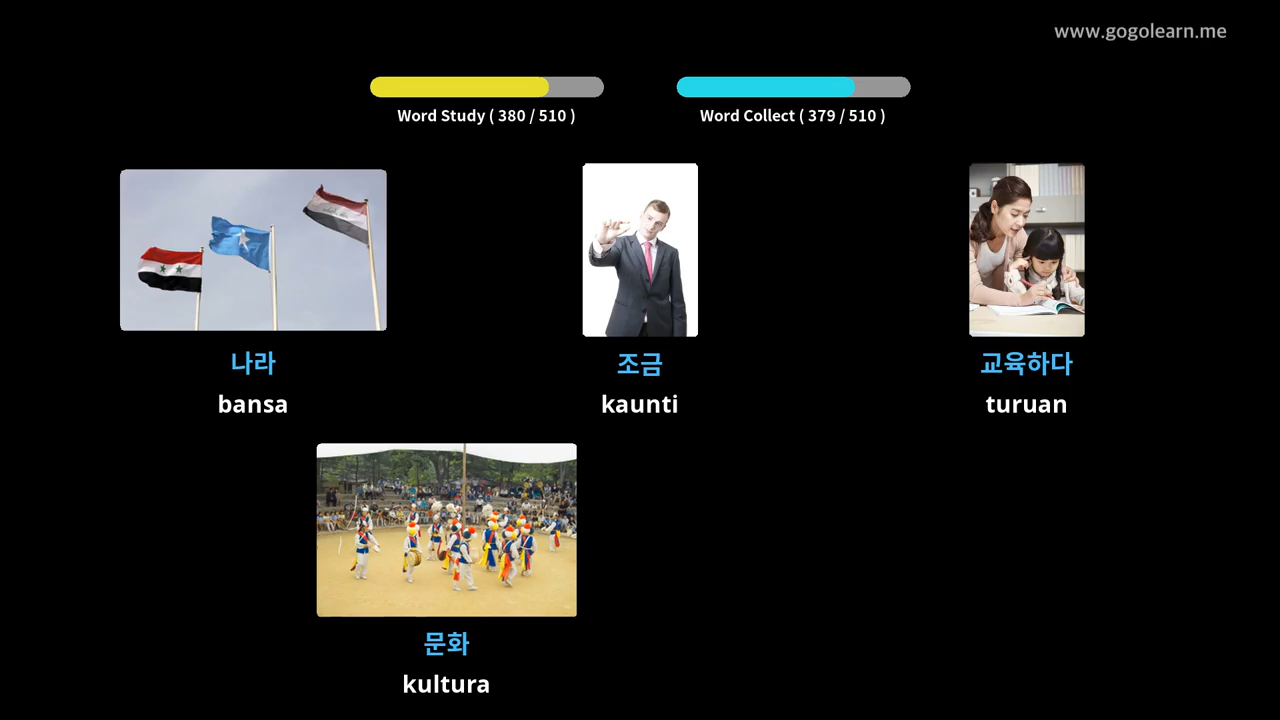 www.gogolearn.me
Word Study ( 380 / 510 )
Word Collect ( 379 / 510 )
나라
bansa
조금
kaunti
교육하다
turuan
문화
kultura